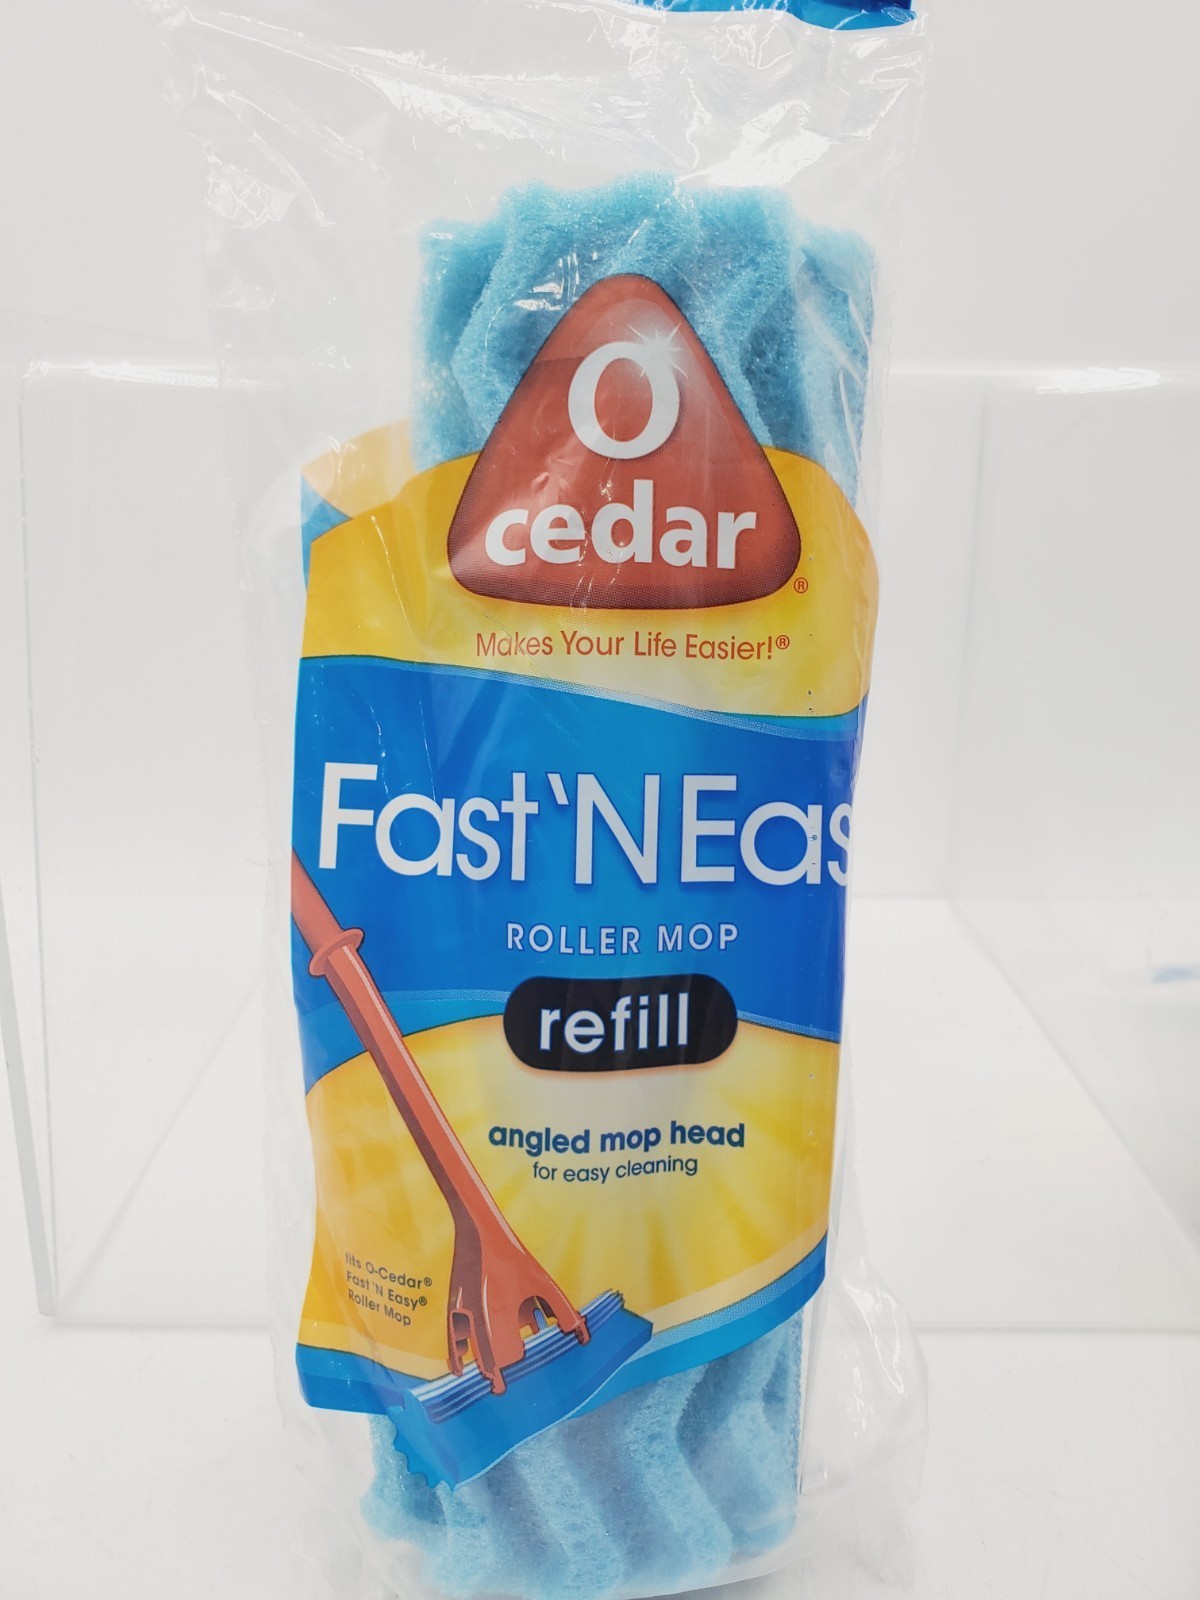 O
cedar®
Makes Your Life Easier!®
Fast 'N Eas
ROLLER MOP
refill
angled mop head
for easy cleaning
fits O-Cedar®
Fast 'N Easy®
Roller Mop